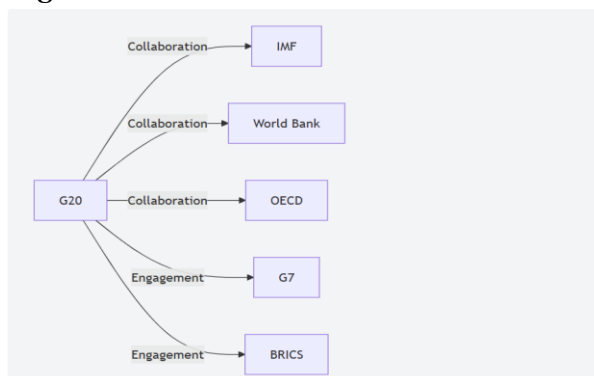 Collaboration IMF
Collaboration World Bank
G20 Collaboration OECD
Engagement G7
Engagement BRICS